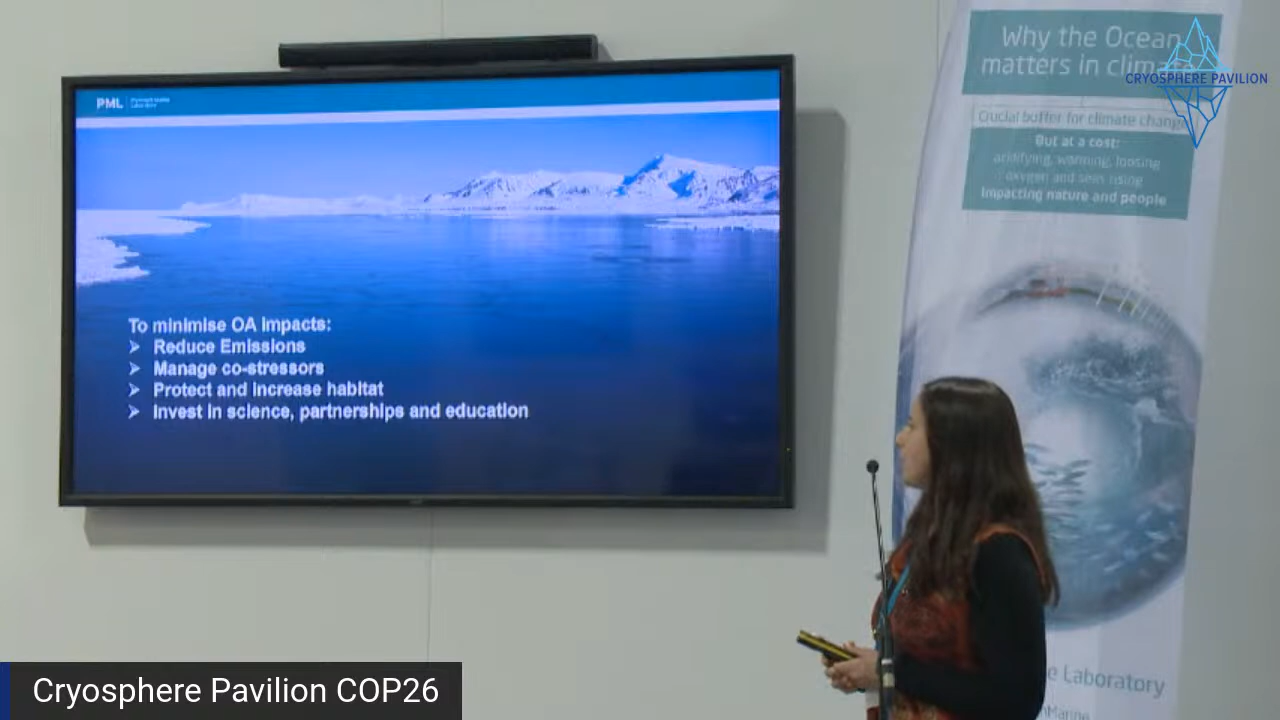 PML
To minimise OA impacts:
➤ Reduce Emissions
➤ Manage co-stressors
➤ Protect and increase habitat
➤ Invest in science, partnerships and education
Why the Ocean
matters in climate
CRYOSPHERE PAVILION
Crucial buffer for climate change
But at a cost:
acidifying, warming, loosing
oxygen and seas rising
impacting nature and people
e Laboratory
Cryosphere Pavilion COP26